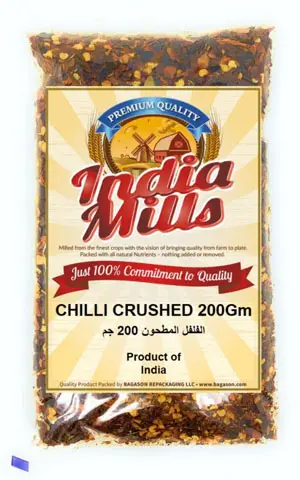 PREMIUM QUALITY
India
Mills
Milled from the finest crops with the vision of bringing quality from farm to plate.
Packed with all natural Nutrients - nothing added or removed.
Just 100% Commitment to Quality
CHILLI CRUSHED 200Gm
الفلفل المطحون 200 جم
Product of
India
Quality Product Packed by BAGASON REPACKAGING LLC - www.bagason.com